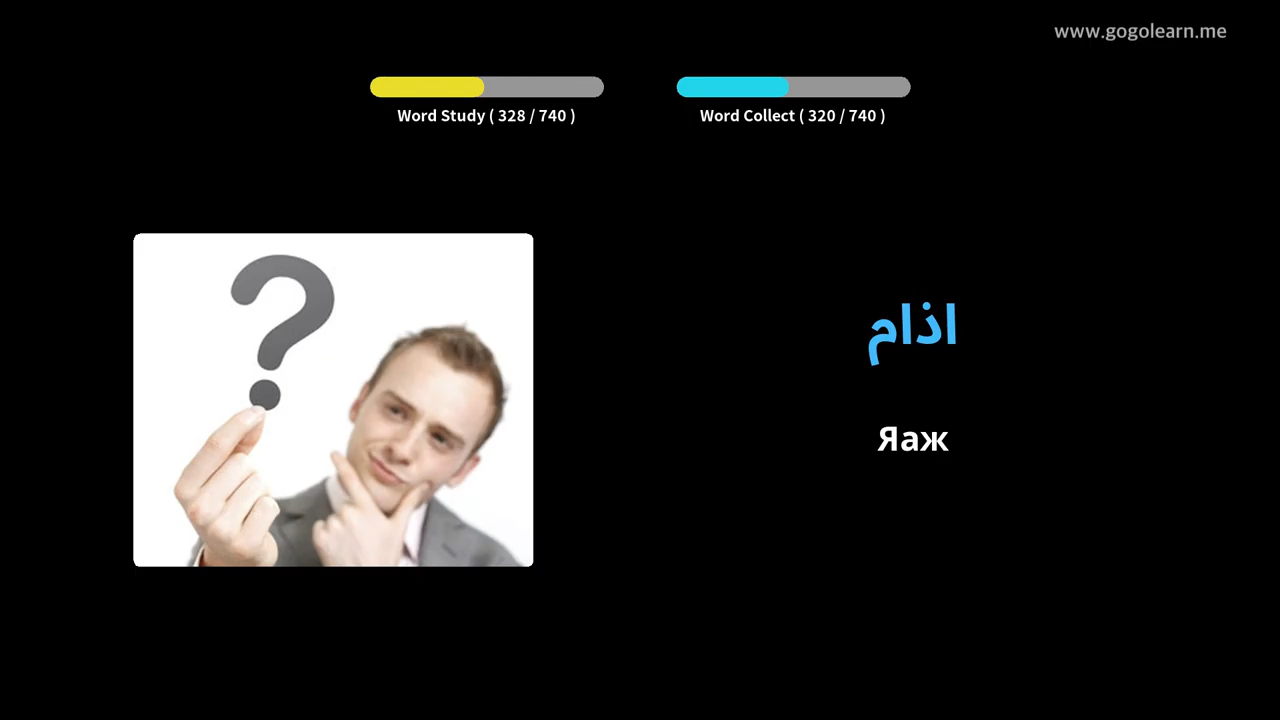 www.gogolearn.me
Word Study ( 328 / 740 )
Word Collect ( 320 / 740 )
?
اذام
Яаж